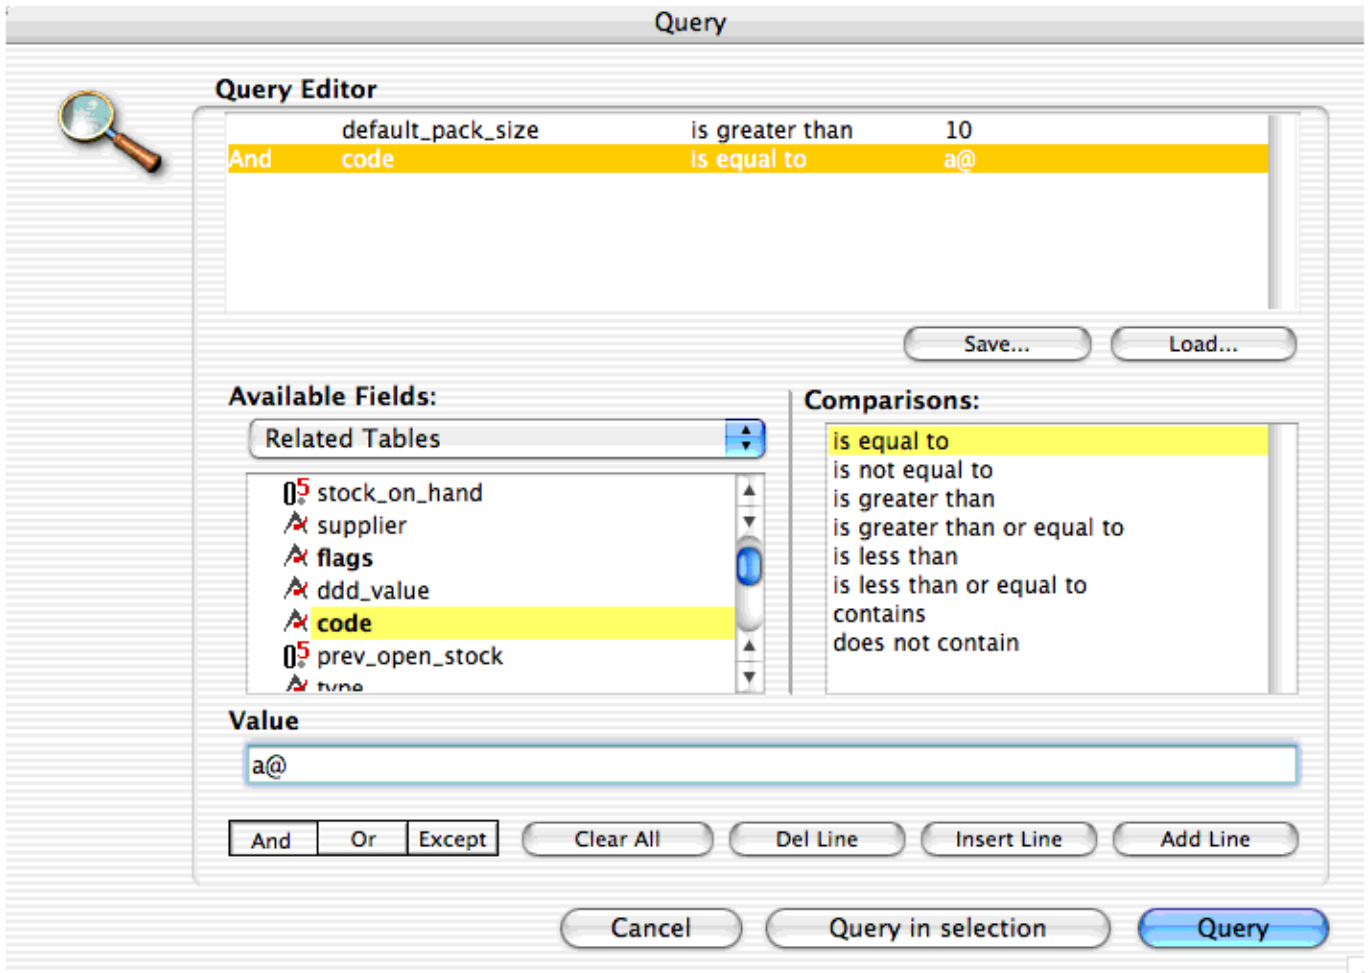 Query
Query Editor
default_pack_size is greater than 10
And code is equal to a@
Save... Load...
Available Fields:
Related Tables
stock_on_hand
supplier
flags
ddd_value
code
prev_open_stock
type
Comparisons:
is equal to
is not equal to
is greater than
is greater than or equal to
is less than
is less than or equal to
contains
does not contain
Value
a@
And Or Except Clear All Del Line Insert Line Add Line
Cancel Query in selection Query